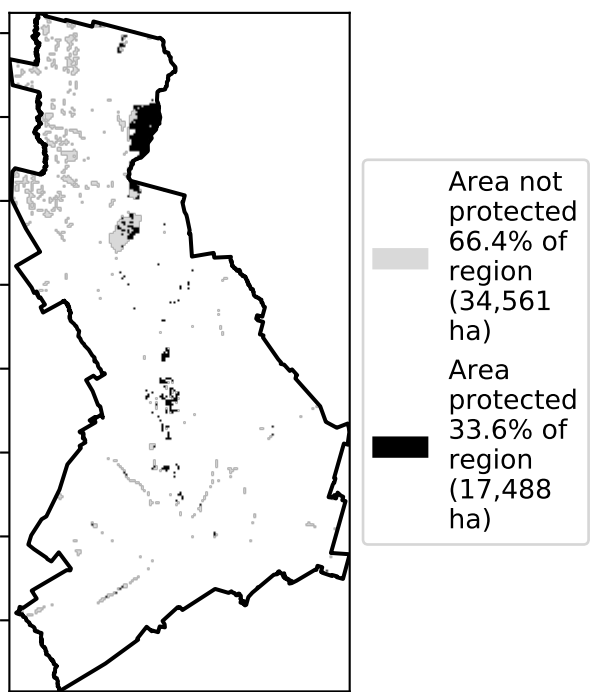 Area not
protected
66.4% of
region
(34,561
ha)
Area
protected
33.6% of
region
(17,488
ha)